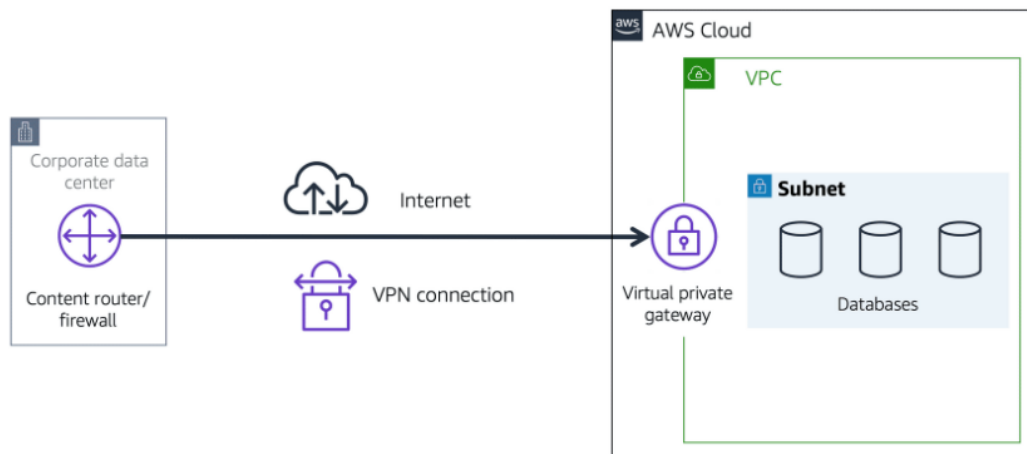 aws
AWS Cloud
VPC
Corporate data
center
Internet
Subnet
Content router/
firewall
VPN connection
Virtual private
gateway
Databases